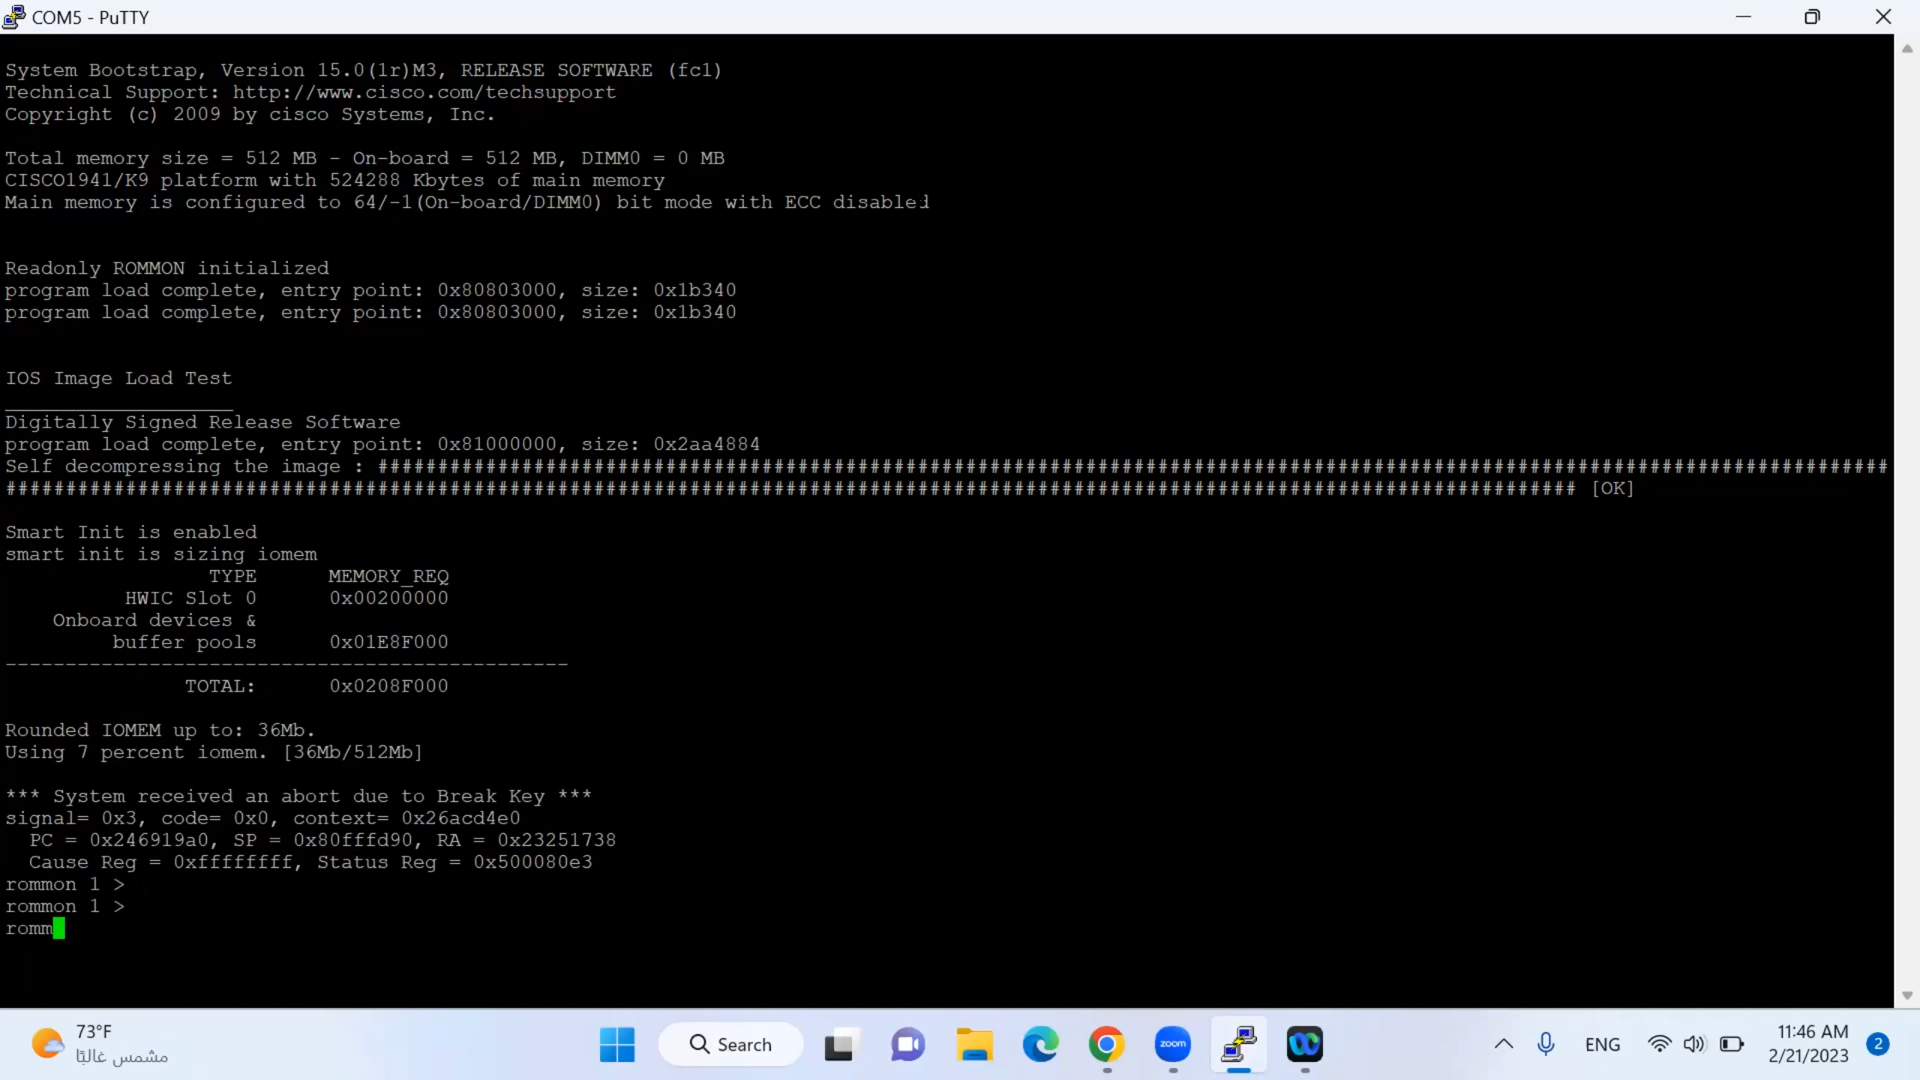 COM5 - PuTTY
System Bootstrap, Version 15.0(1r)M3, RELEASE SOFTWARE (fc1)
Technical Support: http://www.cisco.com/techsupport
Copyright (c) 2009 by cisco Systems, Inc.
Total memory size = 512 MB - On-board = 512 MB, DIMM0 = 0 MB
CISCO1941/K9 platform with 524288 Kbytes of main memory
Main memory is configured to 64/-1(On-board/DIMM0) bit mode with ECC disabled
Readonly ROMMON initialized
program load complete, entry point: 0x80803000, size: 0x1b340
program load complete, entry point: 0x80803000, size: 0x1b340
IOS Image Load Test
___________________
Digitally Signed Release Software
program load complete, entry point: 0x81000000, size: 0x2aa4884
Self decompressing the image : ##############################################################################################################################
################################################################################################################################### [OK]
Smart Init is enabled
smart init is sizing iomem
TYPE MEMORY_REQ
HWIC Slot 0 0x00200000
Onboard devices &
buffer pools 0x01E8F000
-----------------------------------------------
TOTAL: 0x0208F000
Rounded IOMEM up to: 36Mb.
Using 7 percent iomem. [36Mb/512Mb]
*** System received an abort due to Break Key ***
signal= 0x3, code= 0x0, context= 0x26acd4e0
PC = 0x246919a0, SP = 0x80fffd90, RA = 0x23251738
Cause Reg = 0xffffffff, Status Reg = 0x500080e3
rommon 1 >
rommon 1 >
romm
73°F
مشمس غالبًا
Search
zoom
ENG
11:46 AM
2/21/2023
2